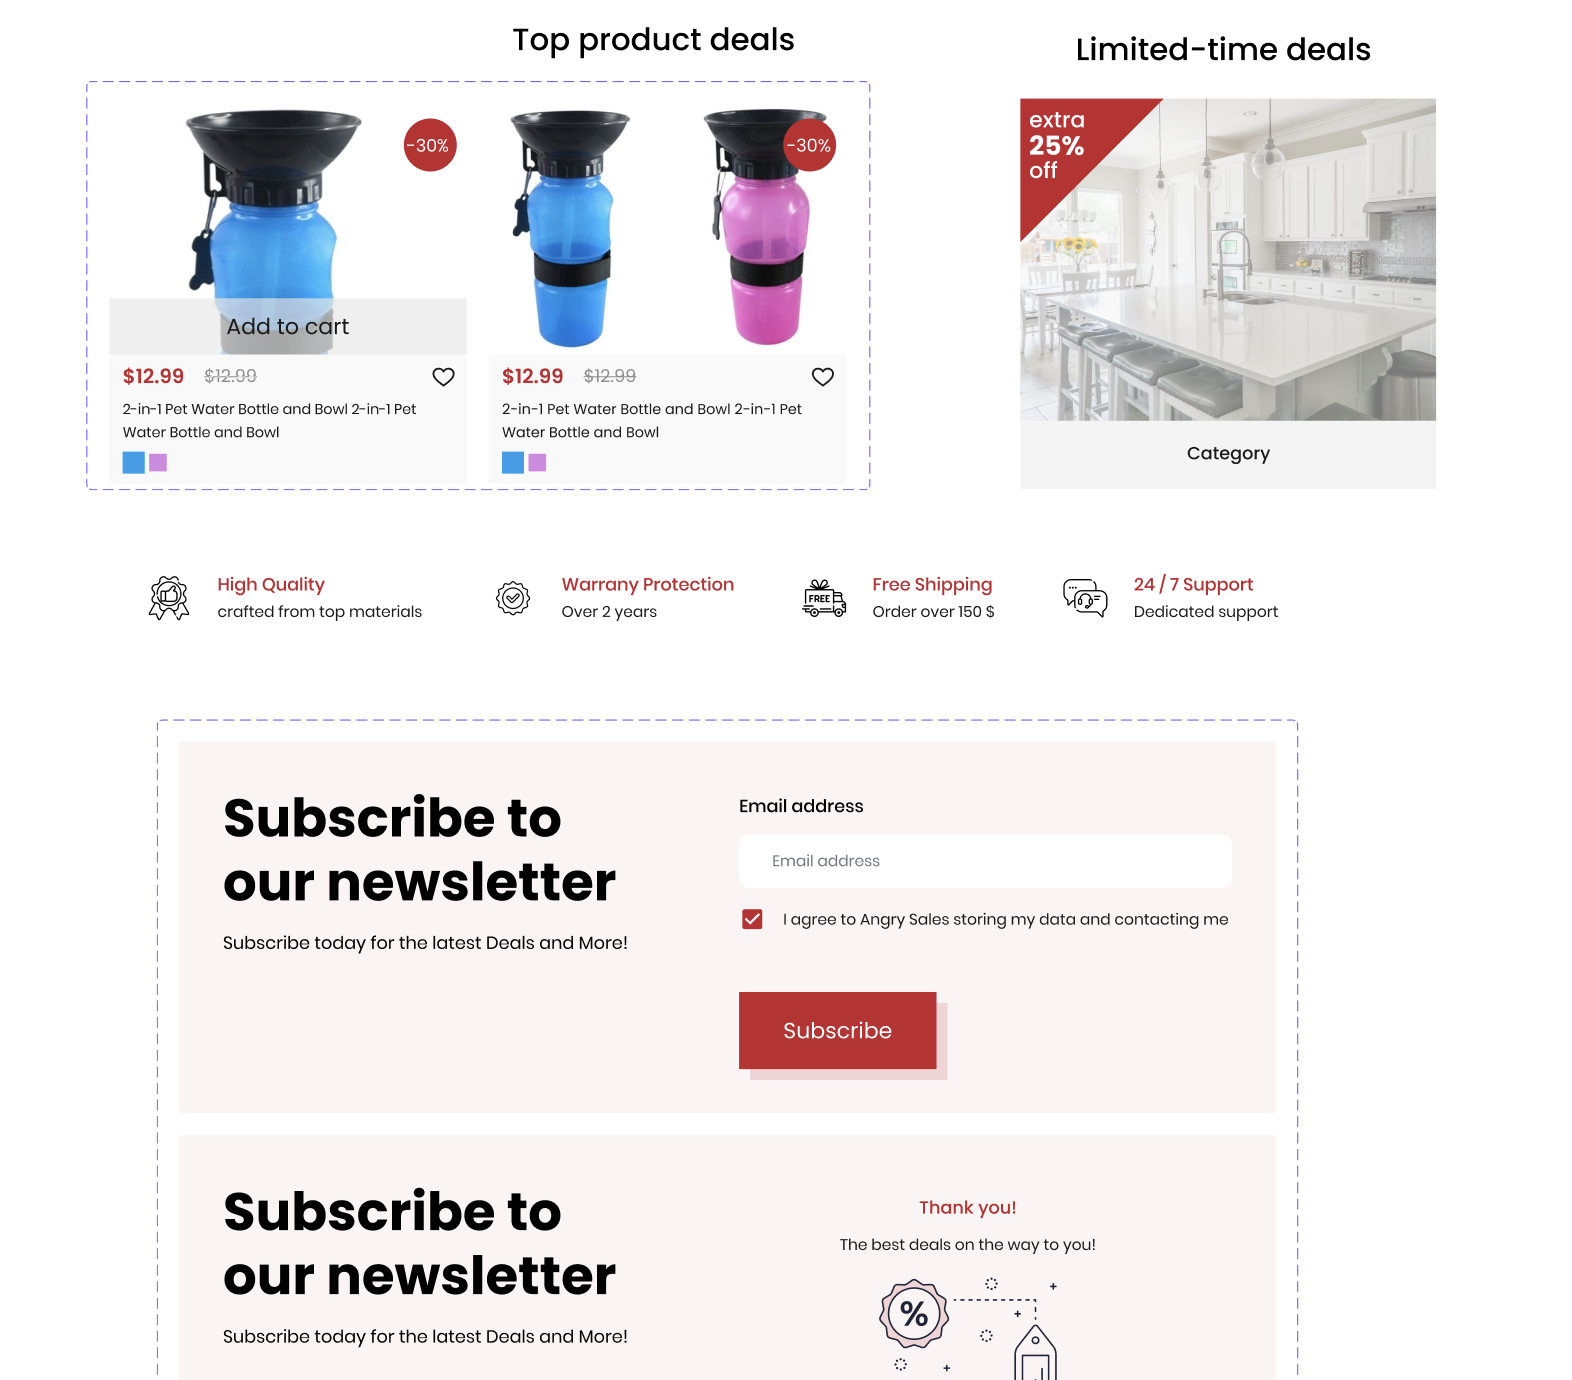 Top product deals
Limited-time deals
-30%
-30%
extra
25%
off
Add to cart
$12.99 $12.99
$12.99 $12.99
2-in-1 Pet Water Bottle and Bowl 2-in-1 Pet
Water Bottle and Bowl
2-in-1 Pet Water Bottle and Bowl 2-in-1 Pet
Water Bottle and Bowl
Category
High Quality
crafted from top materials
Warrany Protection
Over 2 years
FREE
Free Shipping
Order over 150 $
24 / 7 Support
Dedicated support
Subscribe to
our newsletter
Subscribe today for the latest Deals and More!
Email address
Email address
I agree to Angry Sales storing my data and contacting me
Subscribe
Subscribe to
our newsletter
Subscribe today for the latest Deals and More!
Thank you!
The best deals on the way to you!
%